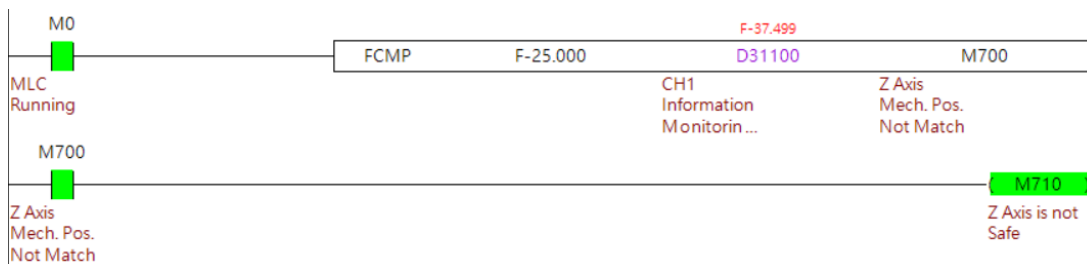 M0
F-37.499
FCMP F-25.000 D31100 M700
MLC
Running
CH1
Information
Monitorin ...
Z Axis
Mech. Pos.
Not Match
M700
M710
Z Axis
Mech. Pos.
Not Match
Z Axis is not
Safe